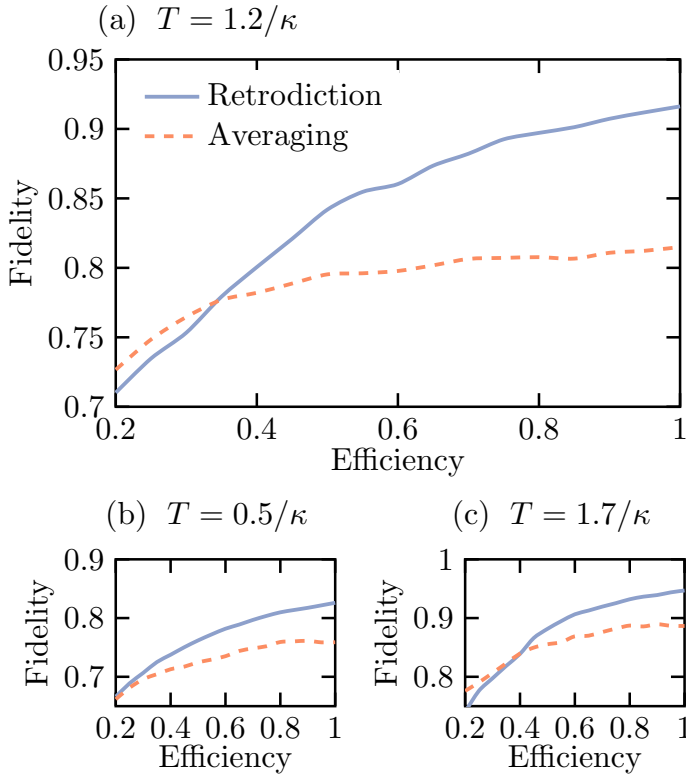 (a) T = 1.2/κ
0.95
0.9
0.85
0.8
0.75
0.7
Fidelity
Retrodiction
Averaging
0.2 0.4 0.6 0.8 1
Efficiency
(b) T = 0.5/κ
0.9
0.8
0.7
Fidelity
0.2 0.4 0.6 0.8 1
Efficiency
(c) T = 1.7/κ
1
0.9
0.8
Fidelity
0.2 0.4 0.6 0.8 1
Efficiency